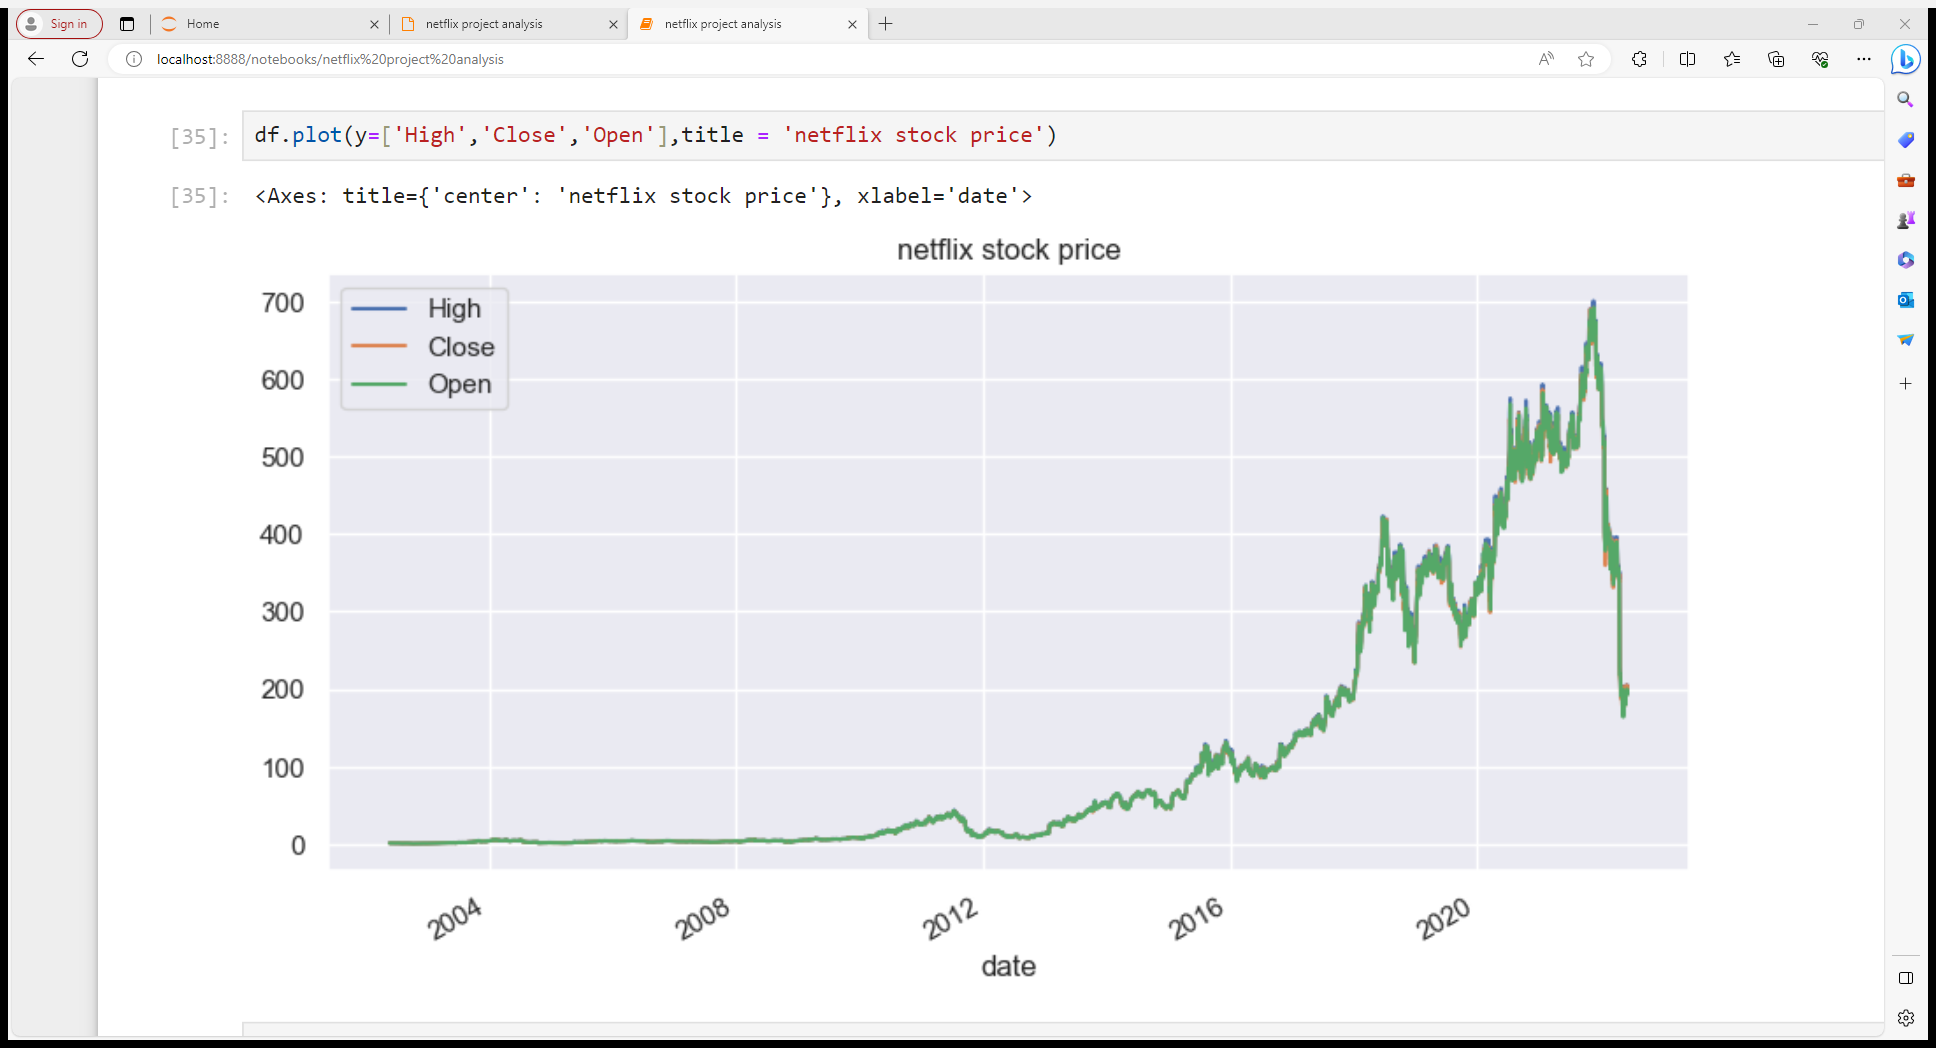 Sign in
Home
netflix project analysis
netflix project analysis
localhost:8888/notebooks/netflix%20project%20analysis
[35]: df.plot(y=['High','Close','Open'],title = 'netflix stock price')
[35]: <Axes: title={'center': 'netflix stock price'}, xlabel='date'>
netflix stock price
High
Close
Open
700
600
500
400
300
200
100
0
2004 2008 2012 2016 2020
date